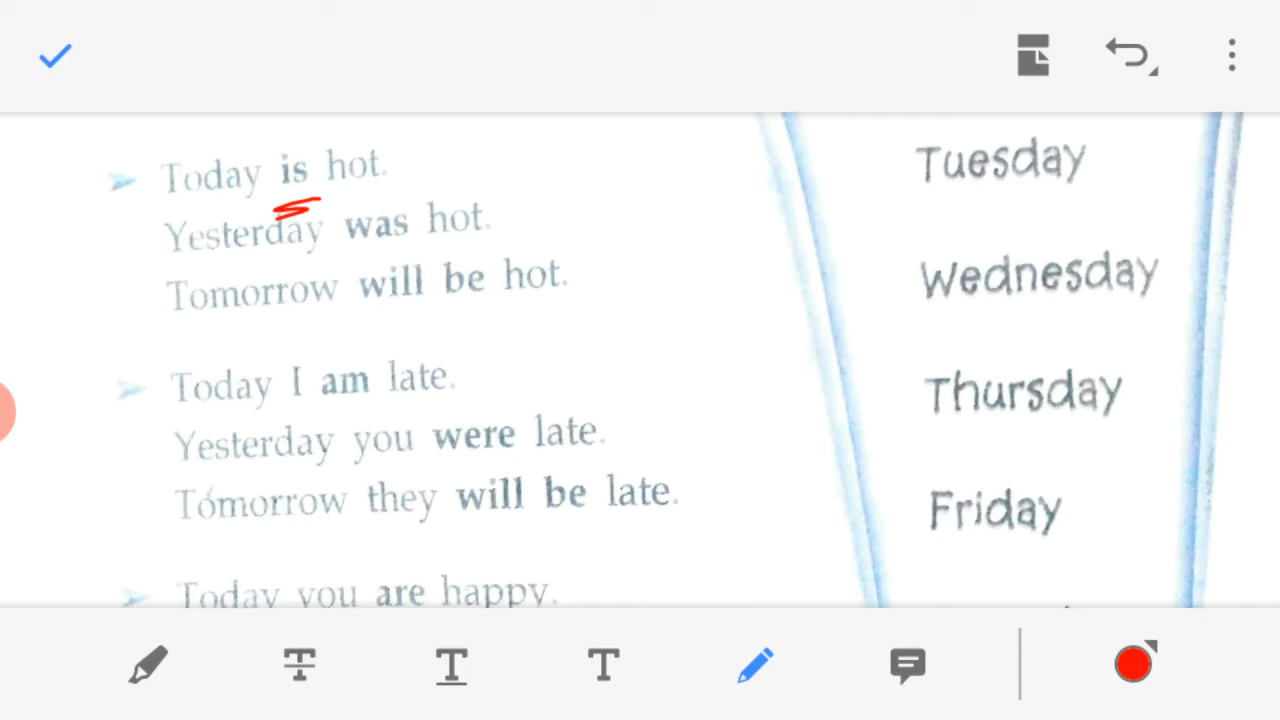 Today is hot.
Yesterday was hot.
Tomorrow will be hot.
Today I am late.
Yesterday you were late.
Tomorrow they will be late.
Today you are happy.
Tuesday
Wednesday
Thursday
Friday